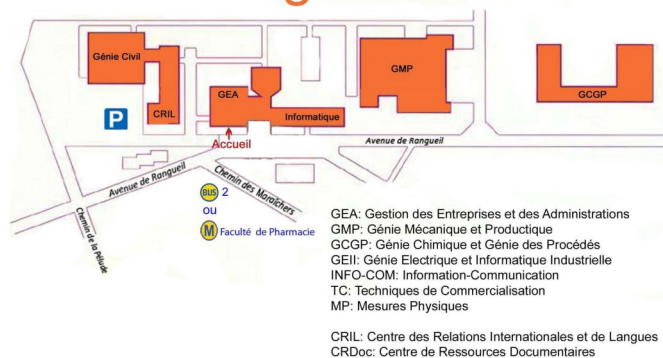 Génie Civil
GMP
GEA
GCGP
CRIL
Informatique
P
Accueil
Avenue de Rangueil
Avenue de Rangueil
Chemin des Maraîchers
Chemin de la Pélude
BUS 2
ou
M Faculté de Pharmacie
GEA: Gestion des Entreprises et des Administrations
GMP: Génie Mécanique et Productique
GCGP: Génie Chimique et Génie des Procédés
GEII: Génie Electrique et Informatique Industrielle
INFO-COM: Information-Communication
TC: Techniques de Commercialisation
MP: Mesures Physiques
CRIL: Centre des Relations Internationales et de Langues
CRDoc: Centre de Ressources Documentaires